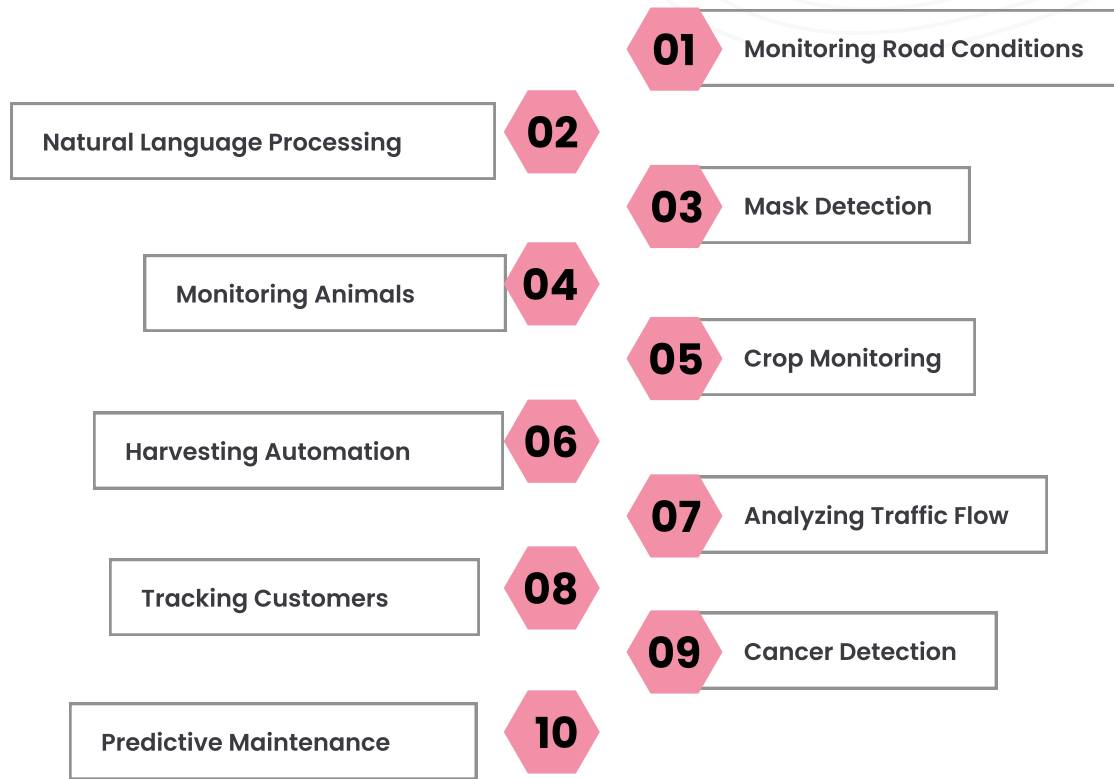 01 Monitoring Road Conditions
02 Natural Language Processing
03 Mask Detection
04 Monitoring Animals
05 Crop Monitoring
06 Harvesting Automation
07 Analyzing Traffic Flow
08 Tracking Customers
09 Cancer Detection
10 Predictive Maintenance